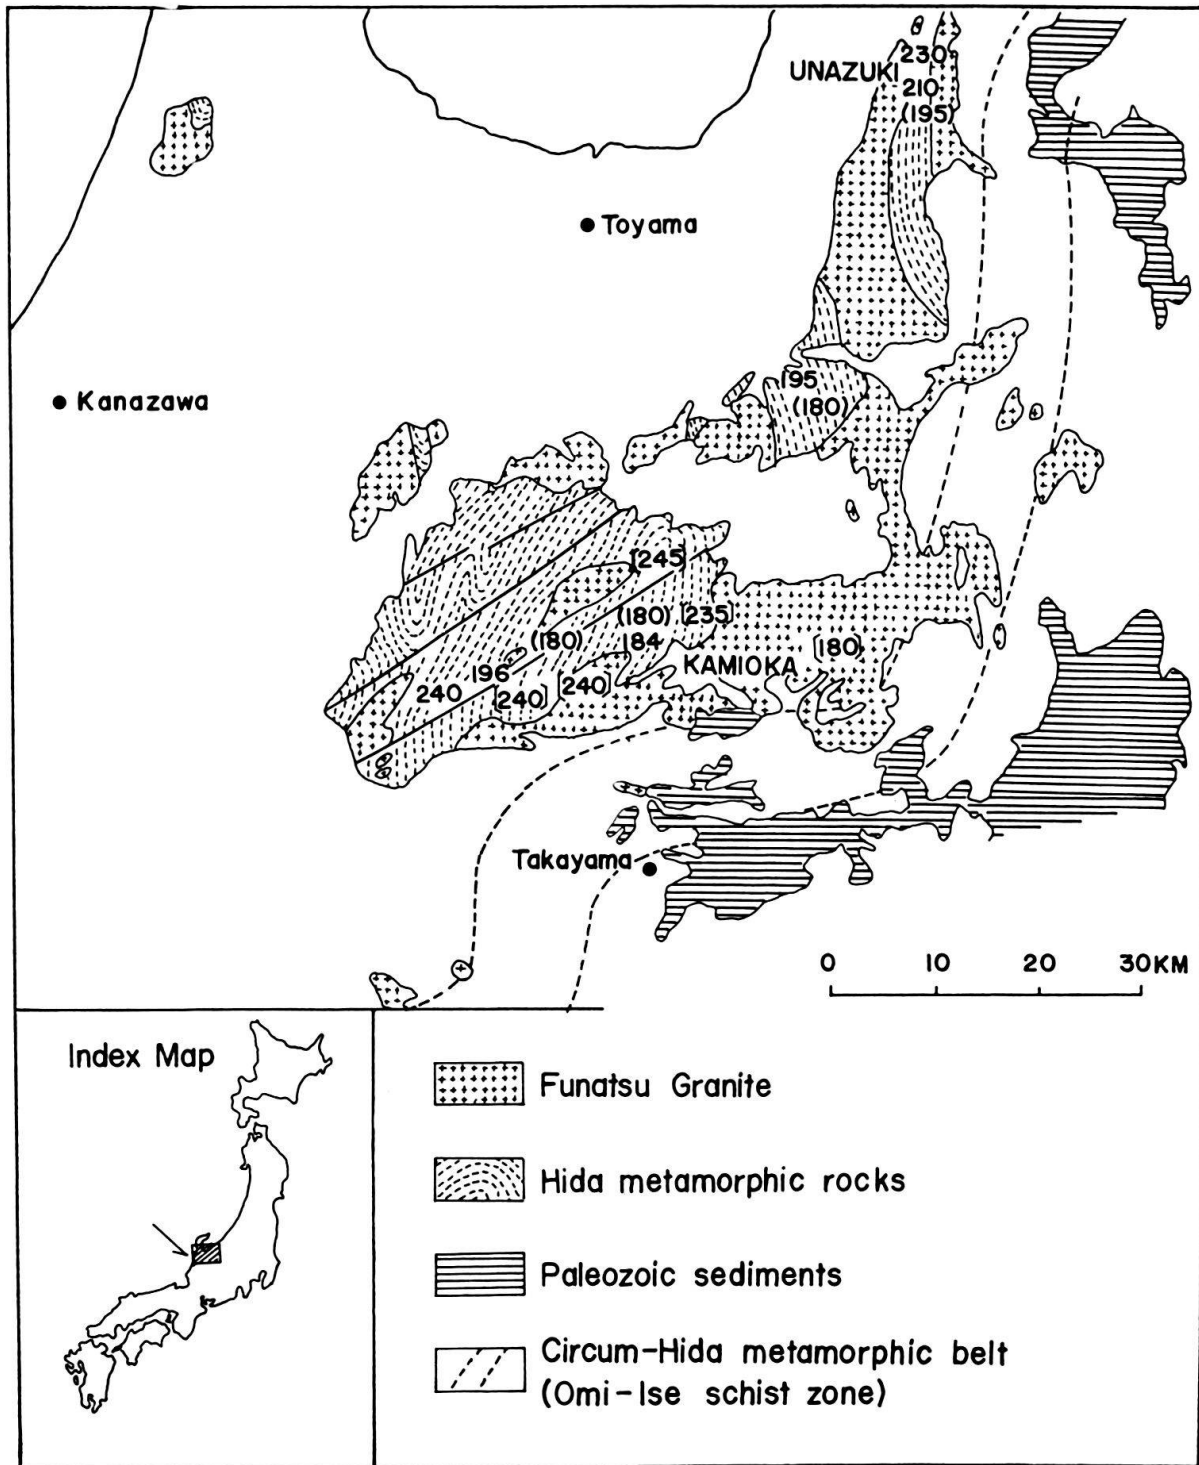 230
UNAZUKI
210
(195)
Toyama
195
(180)
Kanazawa
[245]
(180) [235]
(180) 184
KAMIOKA [180]
196
240 [240] [240]
Takayama
0 10 20 30KM
Index Map
Funatsu Granite
Hida metamorphic rocks
Paleozoic sediments
Circum-Hida metamorphic belt
(Omi-Ise schist zone)